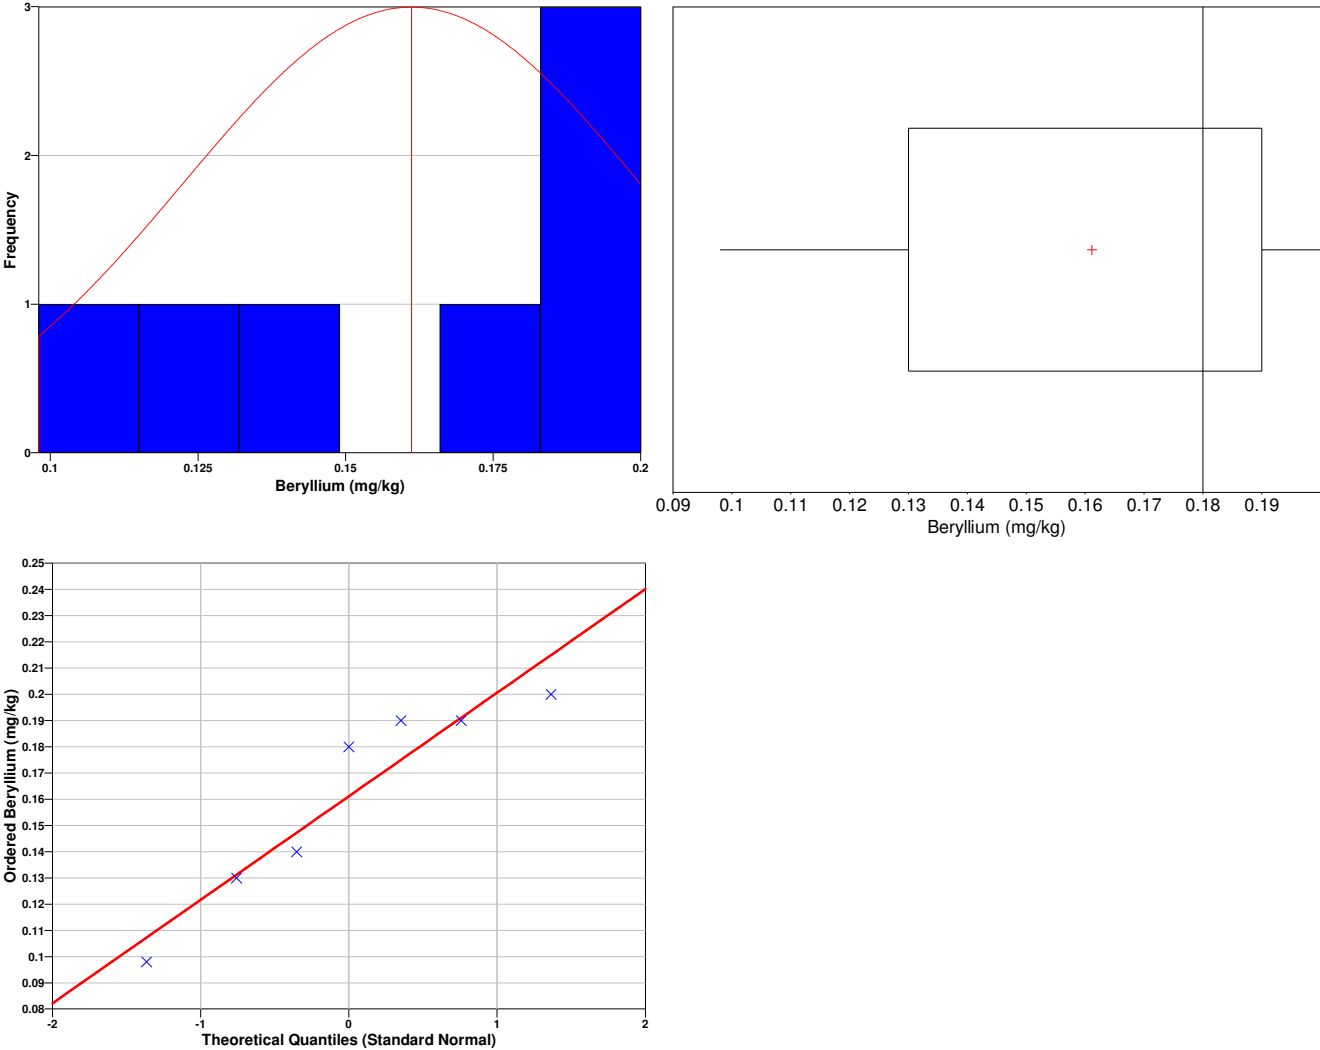 3
2
1
0
Frequency
0.1 0.125 0.15 0.175 0.2
Beryllium (mg/kg)
0.09 0.1 0.11 0.12 0.13 0.14 0.15 0.16 0.17 0.18 0.19
Beryllium (mg/kg)
0.25
0.24
0.23
0.22
0.21
0.2
0.19
0.18
0.17
0.16
0.15
0.14
0.13
0.12
0.11
0.1
0.09
0.08
Ordered Beryllium (mg/kg)
-2 -1 0 1 2
Theoretical Quantiles (Standard Normal)